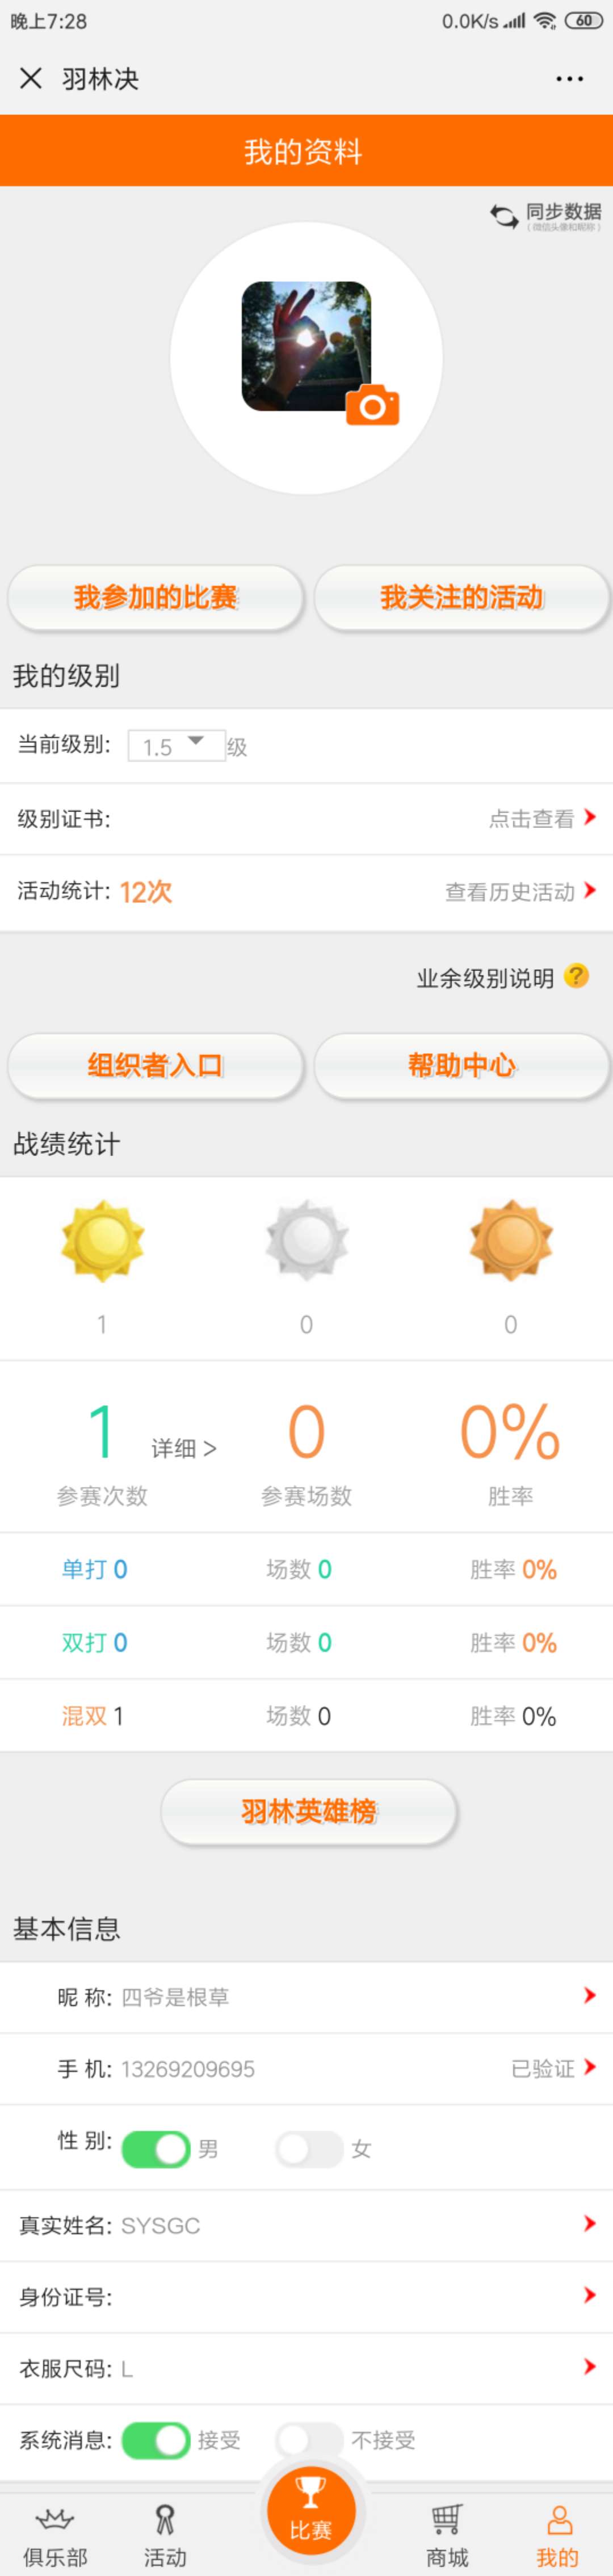 晚上7:28 0.0K/s 60
羽林决 ...
我的资料
同步数据
(微信头像和昵称)
我参加的比赛 我关注的活动
我的级别
当前级别: 1.5 级
级别证书: 点击查看
活动统计: 12次 查看历史活动
业余级别说明 ?
组织者入口 帮助中心
战绩统计
1 0 0
1 详细 > 0 0%
参赛次数 参赛场数 胜率
单打 0 场数 0 胜率 0%
双打 0 场数 0 胜率 0%
混双 1 场数 0 胜率 0%
羽林英雄榜
基本信息
昵 称: 四爷是根草
手 机: 13269209695 已验证
性 别: 男 女
真实姓名: SYSGC
身份证号:
衣服尺码: L
系统消息: 接受 不接受
俱乐部 活动 比赛 商城 我的